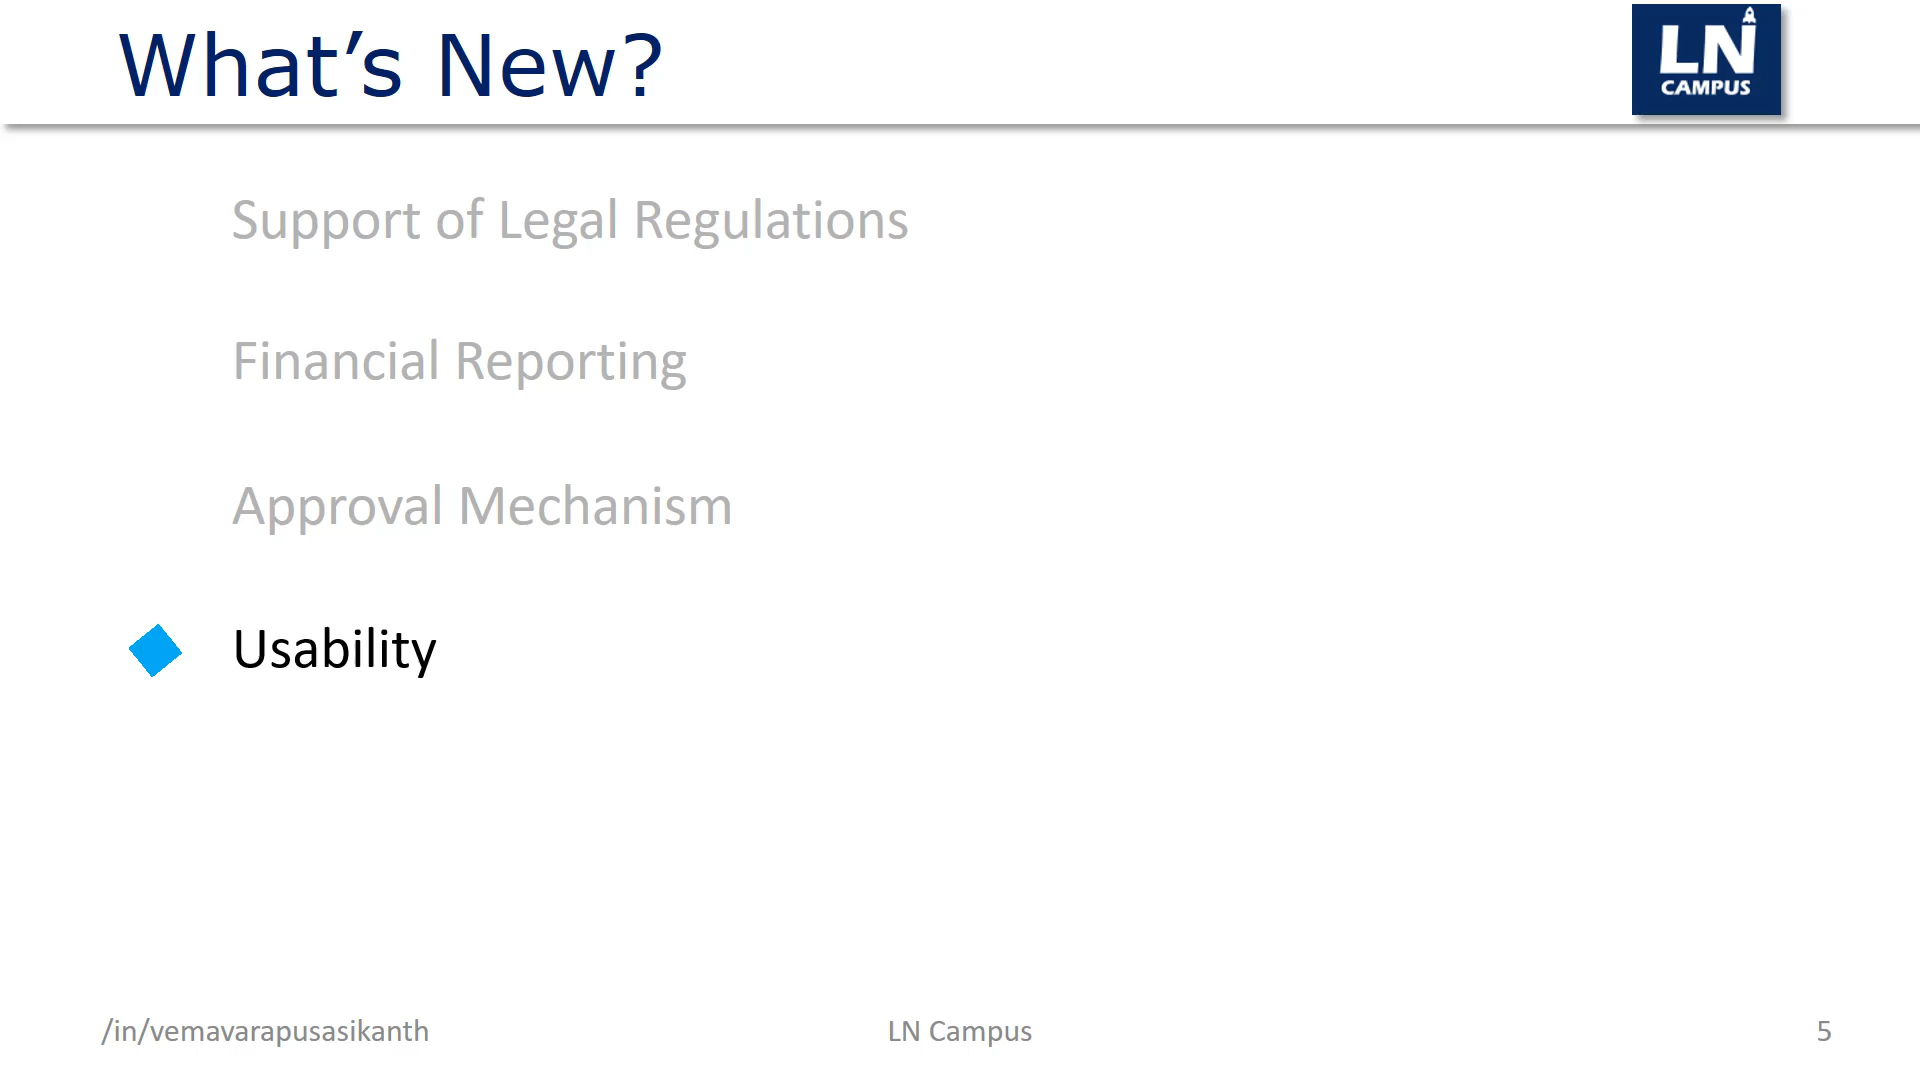 What’s New?
LN
CAMPUS
Support of Legal Regulations
Financial Reporting
Approval Mechanism
Usability
/in/vemavarapusasikanth
LN Campus
5